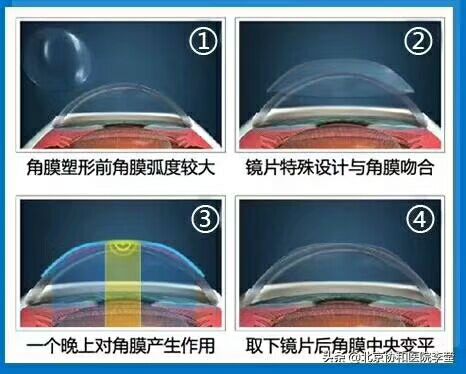 ①
②
角膜塑形前角膜弧度较大
镜片特殊设计与角膜吻合
③
④
一个晚上对角膜产生作用
取下镜片后角膜中央变平
头条 @北京协和医院李莹